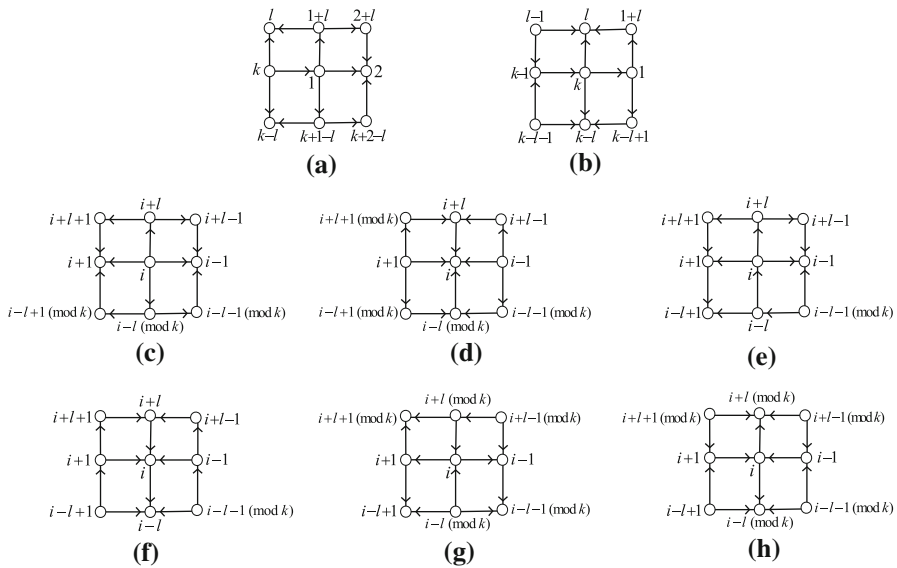 l 1+l 2+l
k 1 2
k−l k+1−l k+2−l
(a)
l−1 l 1+l
k−1 k 1
k−l−1 k−l k−l+1
(b)
i+l+1 i+l i+l−1
i+1 i i−1
i−l+1 (mod k) i−l (mod k) i−l−1 (mod k)
(c)
i+l+1 (mod k) i+l i+l−1
i+1 i i−1
i−l+1 (mod k) i−l (mod k) i−l−1 (mod k)
(d)
i+l+1 i+l i+l−1
i+1 i i−1
i−l+1 i−l i−l−1 (mod k)
(e)
i+l+1 i+l i+l−1
i+1 i i−1
i−l+1 i−l i−l−1 (mod k)
(f)
i+l+1 (mod k) i+l (mod k) i+l−1 (mod k)
i+1 i i−1
i−l+1 i−l (mod k) i−l−1 (mod k)
(g)
i+l+1 (mod k) i+l (mod k) i+l−1 (mod k)
i+1 i i−1
i−l+1 i−l (mod k) i−l−1 (mod k)
(h)